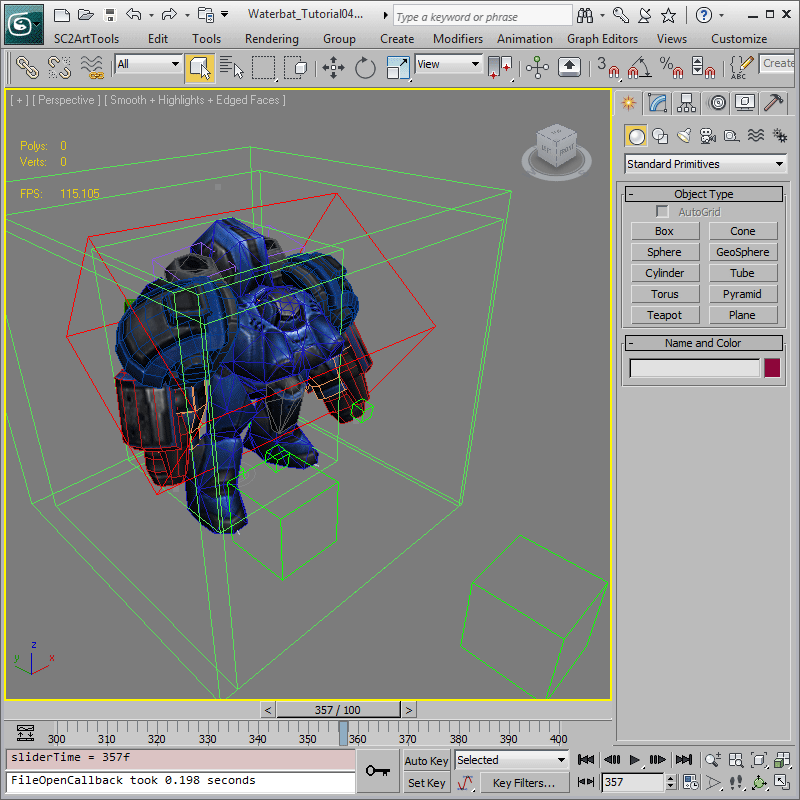 Waterbat_Tutorial04...
Type a keyword or phrase
SC2ArtTools Edit Tools Rendering Group Create Modifiers Animation Graph Editors Views Customize
All
View
3
%
ABC
Create
[ + ] [ Perspective ] [ Smooth + Highlights + Edged Faces ]
Polys: 0
Verts: 0
FPS: 115.105
Standard Primitives
- Object Type
AutoGrid
Box Cone
Sphere GeoSphere
Cylinder Tube
Torus Pyramid
Teapot Plane
- Name and Color
z
y x
< 357 / 100 >
300 310 320 330 340 350 360 370 380 390 400
sliderTime = 357f
FileOpenCallback took 0.198 seconds
Auto Key Selected
Set Key Key Filters...
357